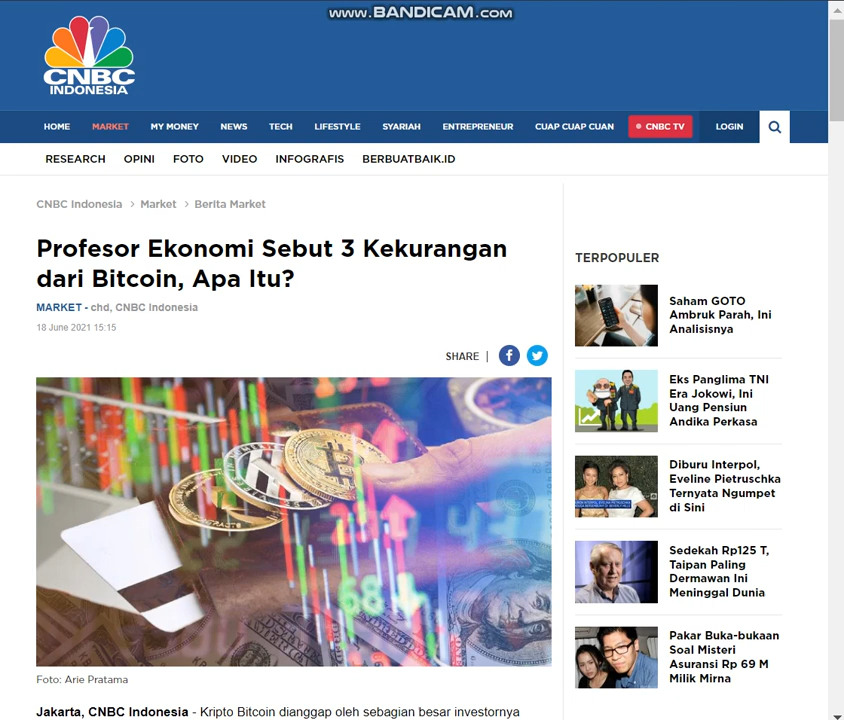 www.BANDICAM.com
CNBC
INDONESIA
HOME MARKET MY MONEY NEWS TECH LIFESTYLE SYARIAH ENTREPRENEUR CUAP CUAP CUAN CNBC TV LOGIN
RESEARCH OPINI FOTO VIDEO INFOGRAFIS BERBUATBAIK.ID
CNBC Indonesia > Market > Berita Market
Profesor Ekonomi Sebut 3 Kekurangan
dari Bitcoin, Apa Itu?
MARKET - chd, CNBC Indonesia
18 June 2021 15:15
SHARE |
68.4
Foto: Arie Pratama
Jakarta, CNBC Indonesia - Kripto Bitcoin dianggap oleh sebagian besar investornya
TERPOPULER
Saham GOTO
Ambruk Parah, Ini
Analisisnya
Eks Panglima TNI
Era Jokowi, Ini
Uang Pensiun
Andika Perkasa
Diburu Interpol,
Eveline Pietruschka
Ternyata Ngumpet
di Sini
Sedekah Rp125 T,
Taipan Paling
Dermawan Ini
Meninggal Dunia
Pakar Buka-bukaan
Soal Misteri
Asuransi Rp 69 M
Milik Mirna